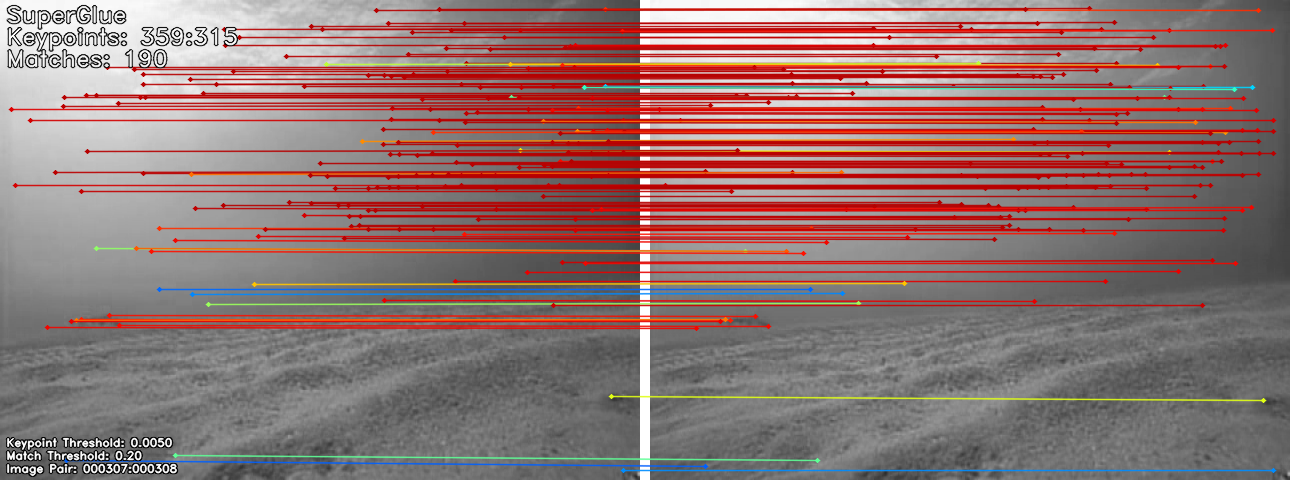 SuperGlue
Keypoints: 359:315
Matches: 190
Keypoint Threshold: 0.0050
Match Threshold: 0.20
Image Pair: 000307:000308